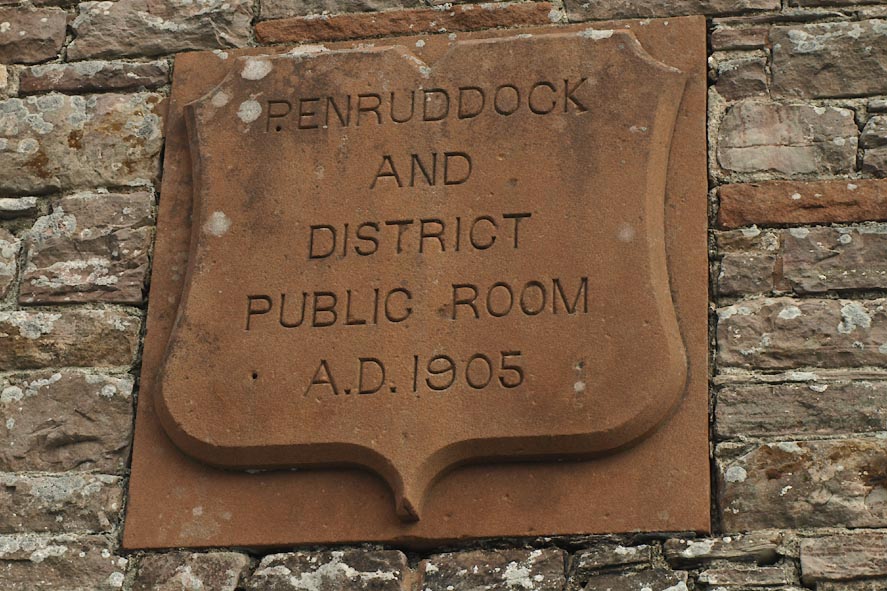 PENRUDDOCK
AND
DISTRICT
PUBLIC ROOM
A.D. 1905